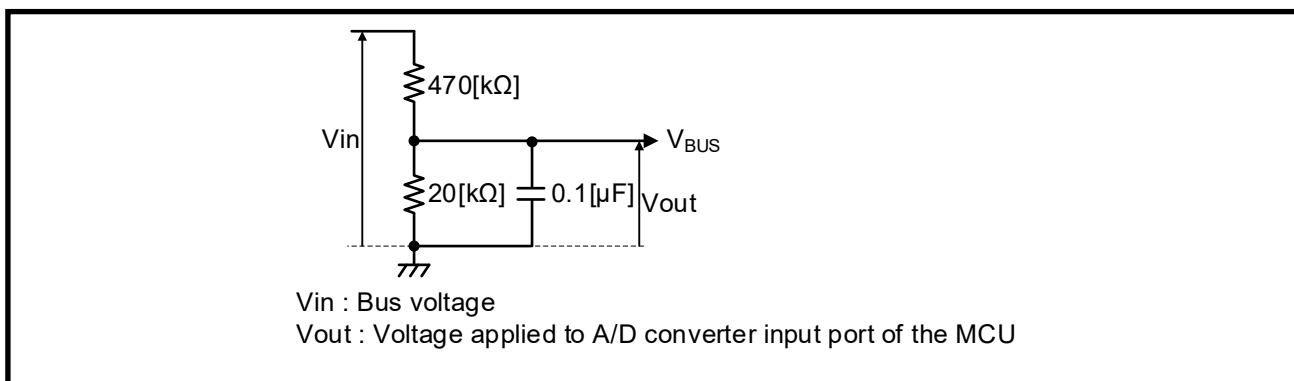 470[kΩ]
Vin
V_BUS
20[kΩ]
0.1[μF]
Vout
Vin : Bus voltage
Vout : Voltage applied to A/D converter input port of the MCU